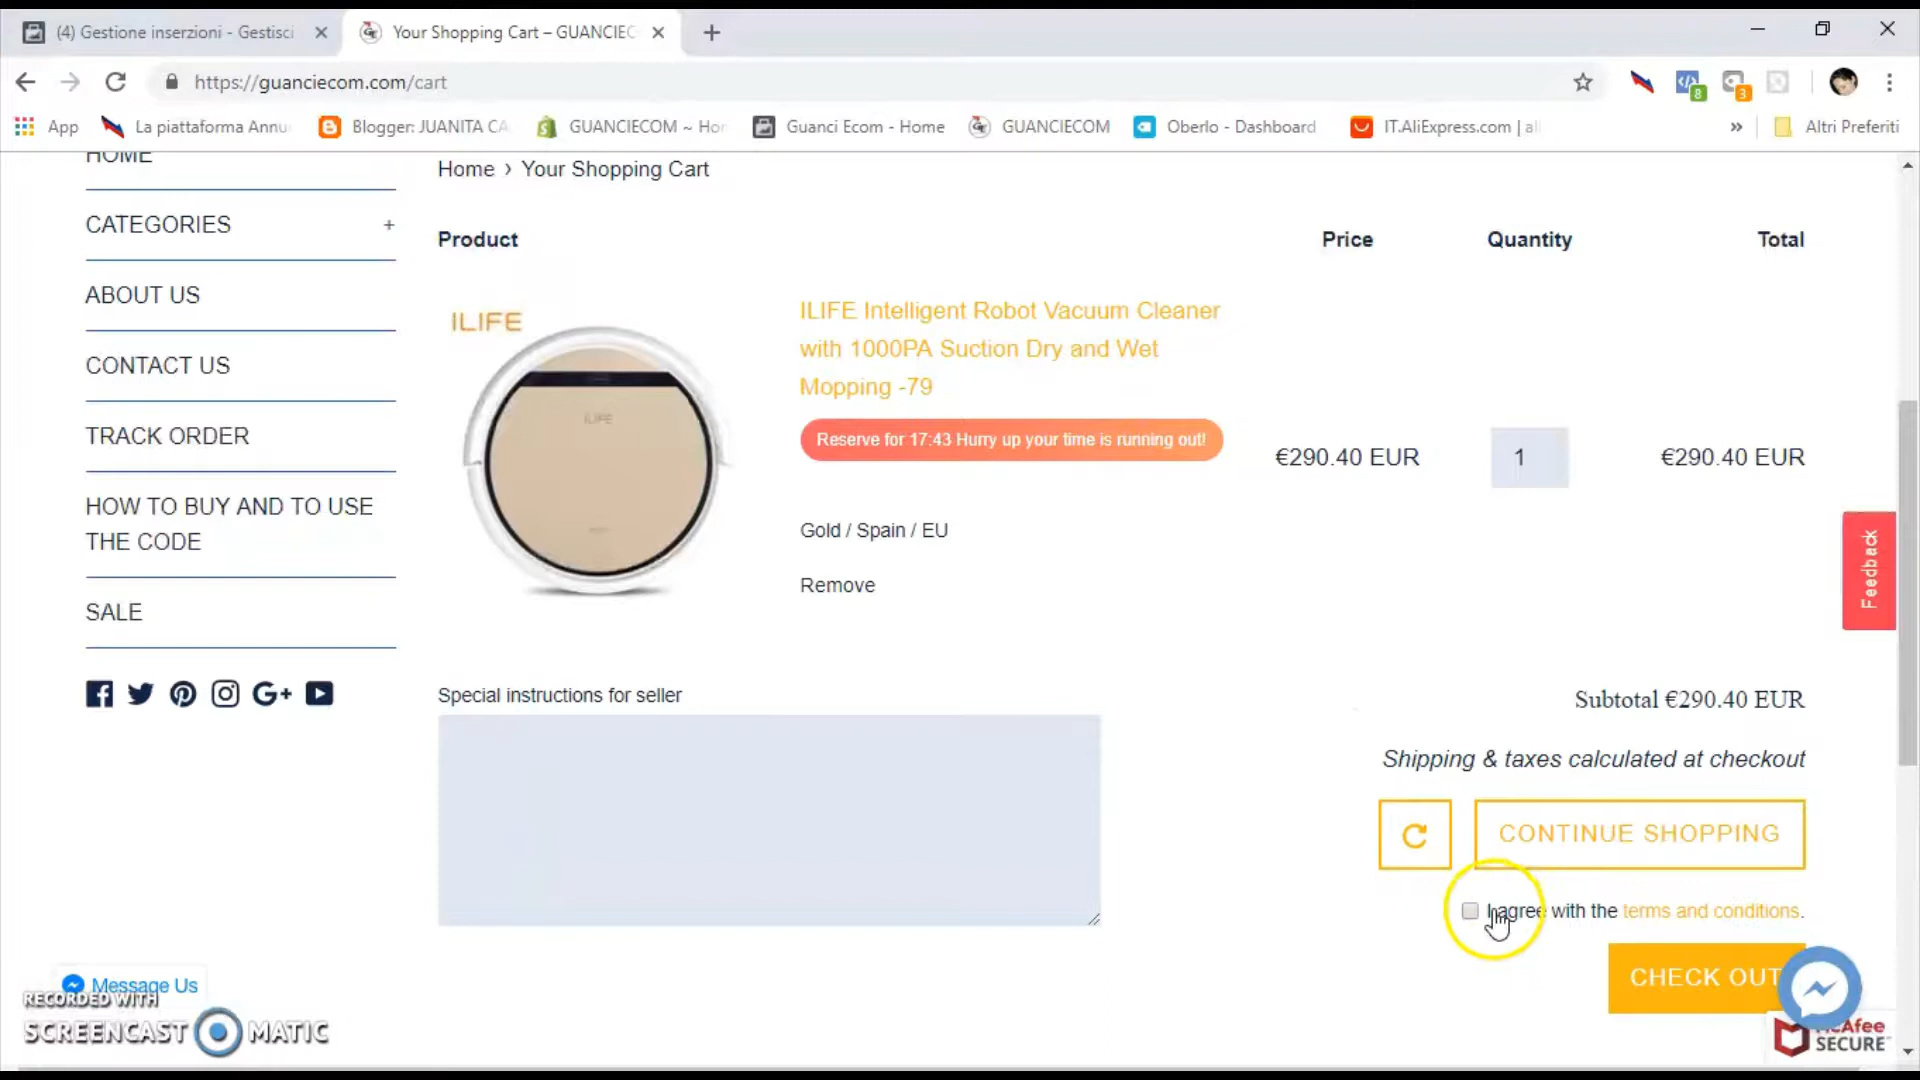 (4) Gestione inserzioni - Gestisci
Your Shopping Cart – GUANCIEC
https://guanciecom.com/cart
8
3
App
La piattaforma Annu
Blogger: JUANITA CA
GUANCIECOM ~ Hor
Guanci Ecom - Home
GUANCIECOM
Oberlo - Dashboard
IT.AliExpress.com | ali
»
Altri Preferiti
HOME
CATEGORIES +
ABOUT US
CONTACT US
TRACK ORDER
HOW TO BUY AND TO USE
THE CODE
SALE
Home › Your Shopping Cart
Product Price Quantity Total
ILIFE
ILIFE
ILIFE Intelligent Robot Vacuum Cleaner
with 1000PA Suction Dry and Wet
Mopping -79
Reserve for 17:43 Hurry up your time is running out!
€290.40 EUR 1 €290.40 EUR
Gold / Spain / EU
Remove
Feedback
Special instructions for seller
Subtotal €290.40 EUR
Shipping & taxes calculated at checkout
CONTINUE SHOPPING
I agree with the terms and conditions.
CHECK OUT
Message Us
RECORDED WITH
SCREENCAST MATIC
McAfee
SECURE